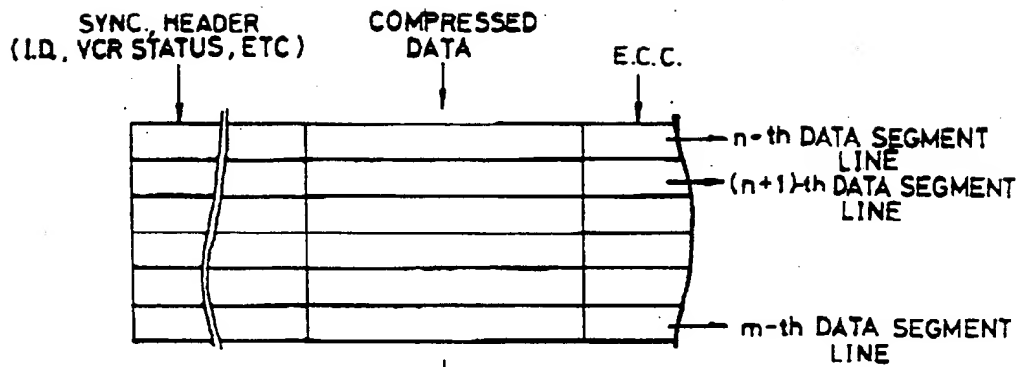 SYNC., HEADER
(I.D., VCR STATUS, ETC)
COMPRESSED
DATA
E.C.C.
n-th DATA SEGMENT
LINE
(n+1)-th DATA SEGMENT
LINE
m-th DATA SEGMENT
LINE